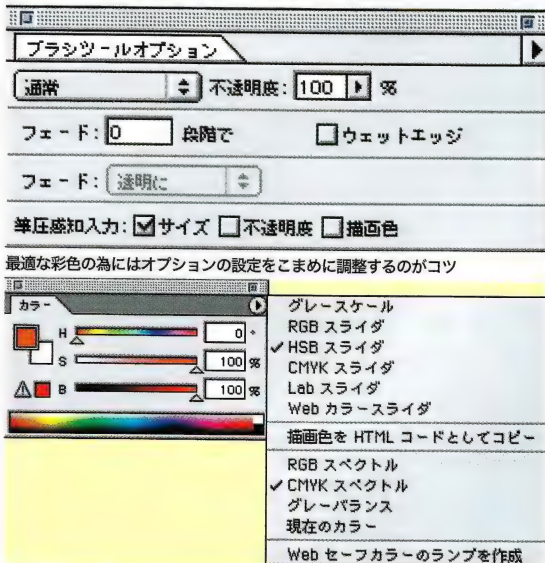 ブラシツールオプション
通常 不透明度: 100 %
フェード: 0 段階で ウェットエッジ
フェード: 透明に
筆圧感知入力: サイズ 不透明度 描画色
最適な彩色の為にはオプションの設定をこまめに調整するのがコツ
カラー
H 0 °
S 100 %
B 100 %
グレースケール
RGB スライダ
✓ HSB スライダ
CMYK スライダ
Lab スライダ
Web カラースライダ
描画色を HTML コードとしてコピー
RGB スペクトル
✓ CMYK スペクトル
グレーバランス
現在のカラー
Web セーフカラーのランプを作成